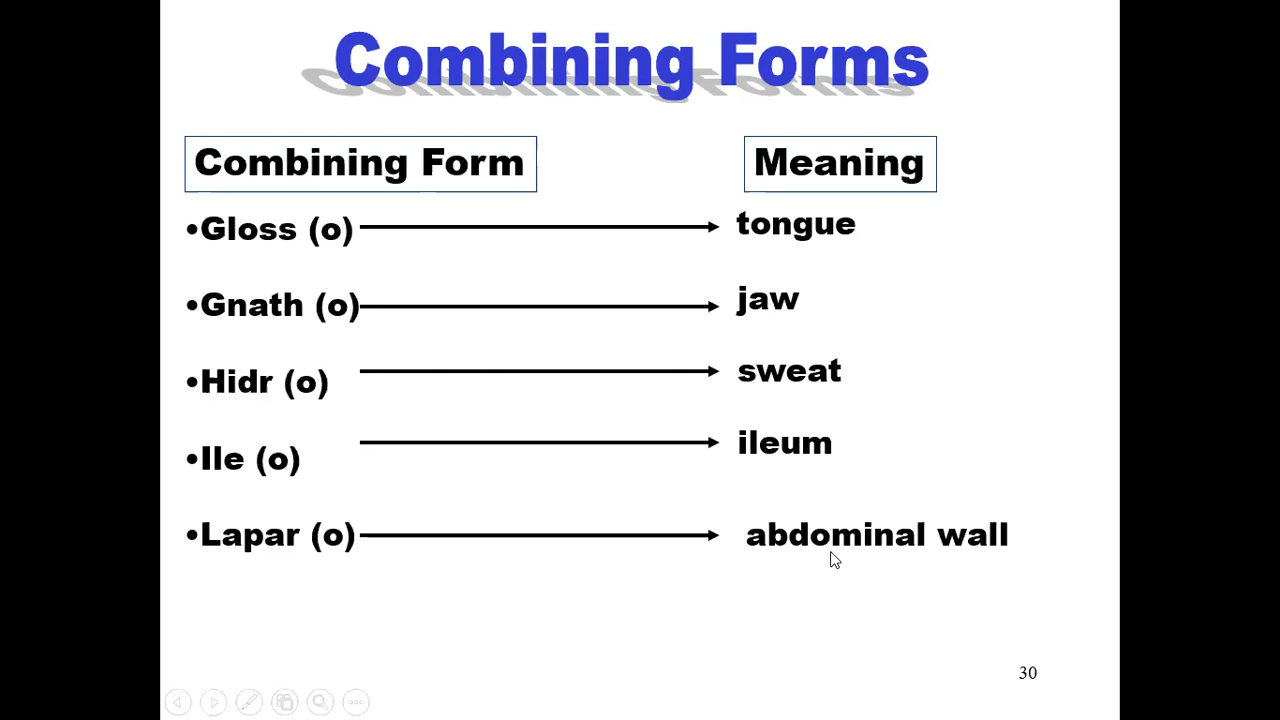 Combining Forms
Combining Form Meaning
•Gloss (o) tongue
•Gnath (o) jaw
•Hidr (o) sweat
•Ile (o) ileum
•Lapar (o) abdominal wall
30